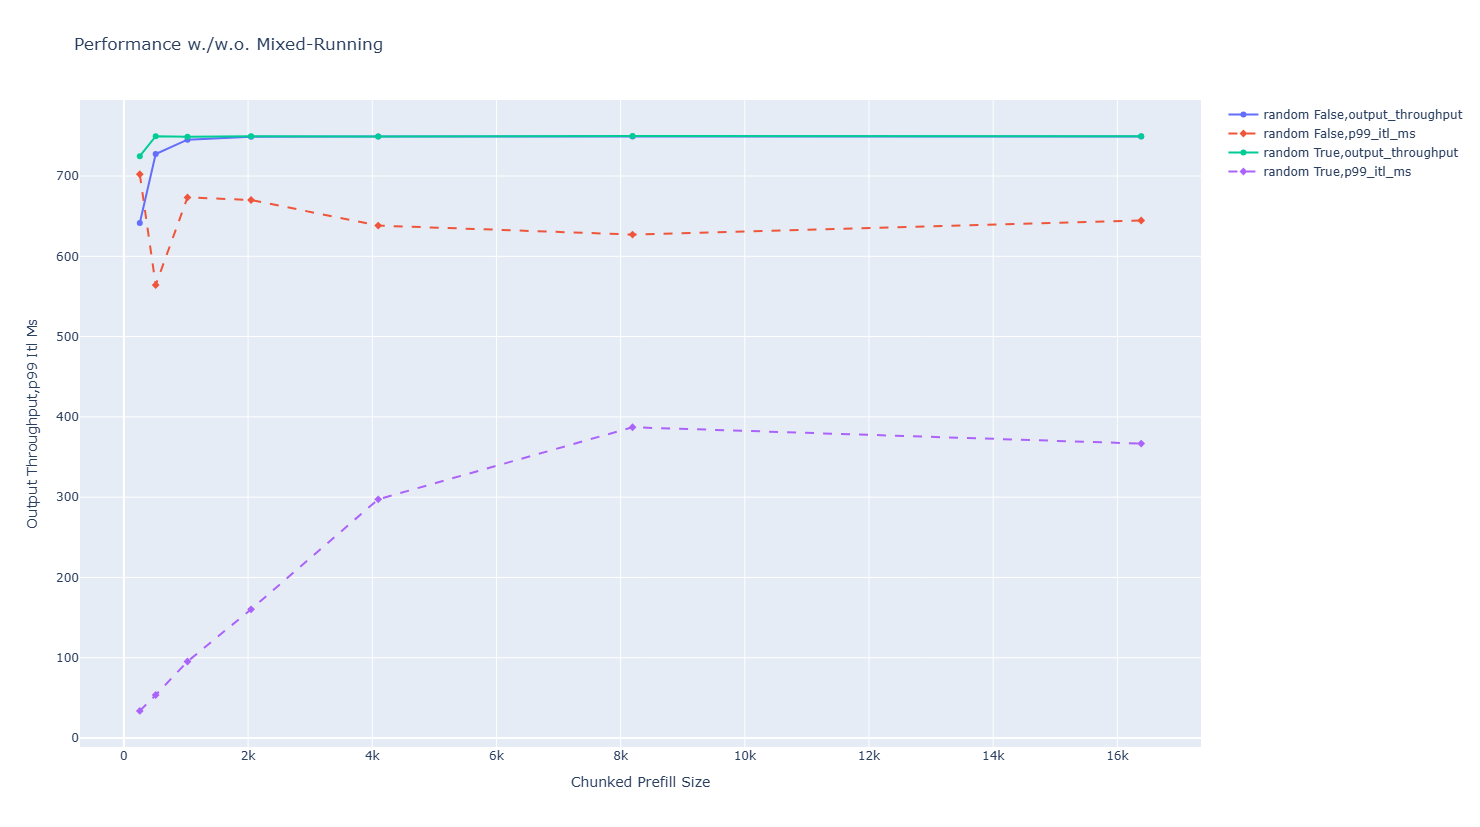 Performance w./w.o. Mixed-Running
random False,output_throughput
random False,p99_itl_ms
random True,output_throughput
random True,p99_itl_ms
Output Throughput,p99 Itl Ms
700
600
500
400
300
200
100
0
0 2k 4k 6k 8k 10k 12k 14k 16k
Chunked Prefill Size